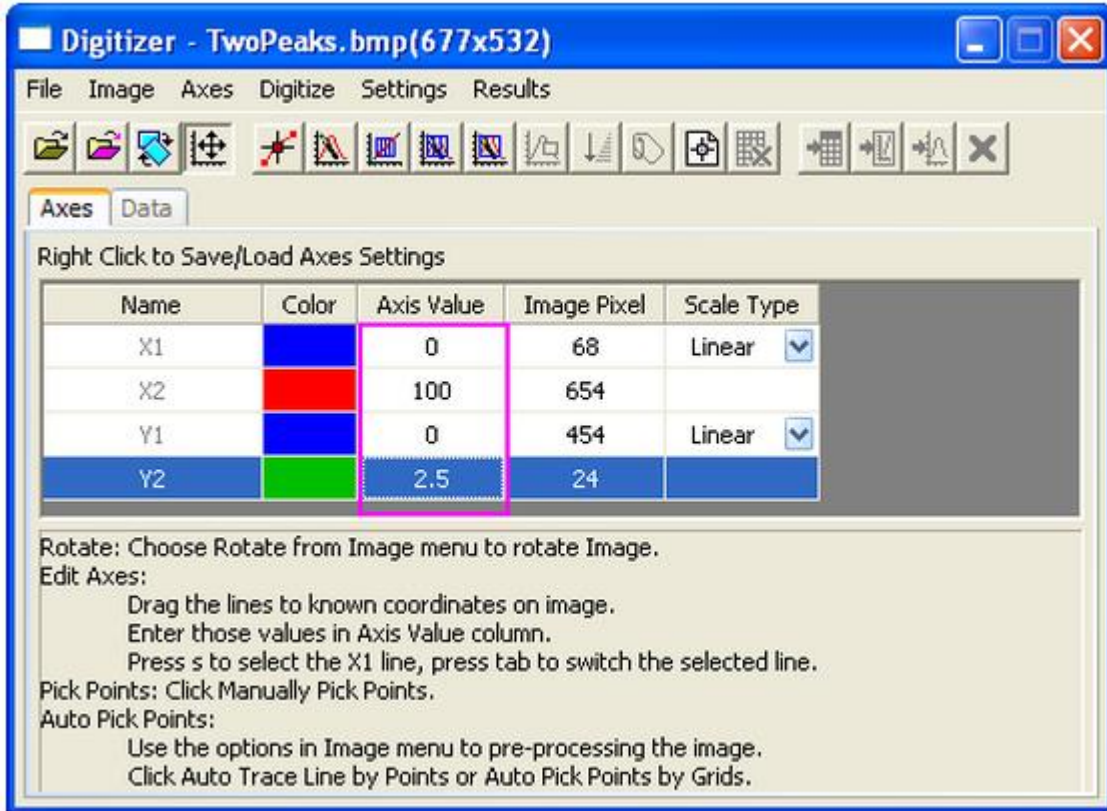 Digitizer - TwoPeaks.bmp(677x532)
File Image Axes Digitize Settings Results
Axes Data
Right Click to Save/Load Axes Settings
Name Color Axis Value Image Pixel Scale Type
X1 0 68 Linear
X2 100 654
Y1 0 454 Linear
Y2 2.5 24
Rotate: Choose Rotate from Image menu to rotate Image.
Edit Axes:
Drag the lines to known coordinates on image.
Enter those values in Axis Value column.
Press s to select the X1 line, press tab to switch the selected line.
Pick Points: Click Manually Pick Points.
Auto Pick Points:
Use the options in Image menu to pre-processing the image.
Click Auto Trace Line by Points or Auto Pick Points by Grids.